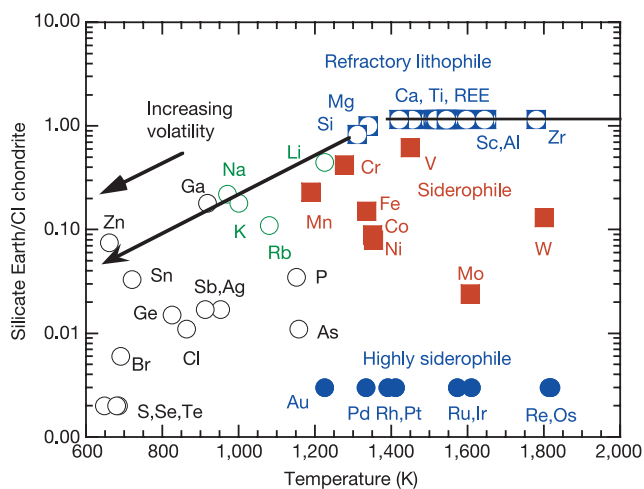 10.00
1.00
0.10
0.01
0.00
Silicate Earth/CI chondrite
Refractory lithophile
Mg
Ca, Ti, REE
Si
Increasing
volatility
Sc,Al
Zr
Li
Na
Cr
V
Ga
Siderophile
Mn
Fe
Zn
K
Co
Rb
Ni
W
Sn
Sb,Ag
P
Mo
Ge
As
Cl
Br
Highly siderophile
Au
S,Se,Te
Pd
Rh,Pt
Ru,Ir
Re,Os
600
800
1,000
1,200
1,400
1,600
1,800
2,000
Temperature (K)